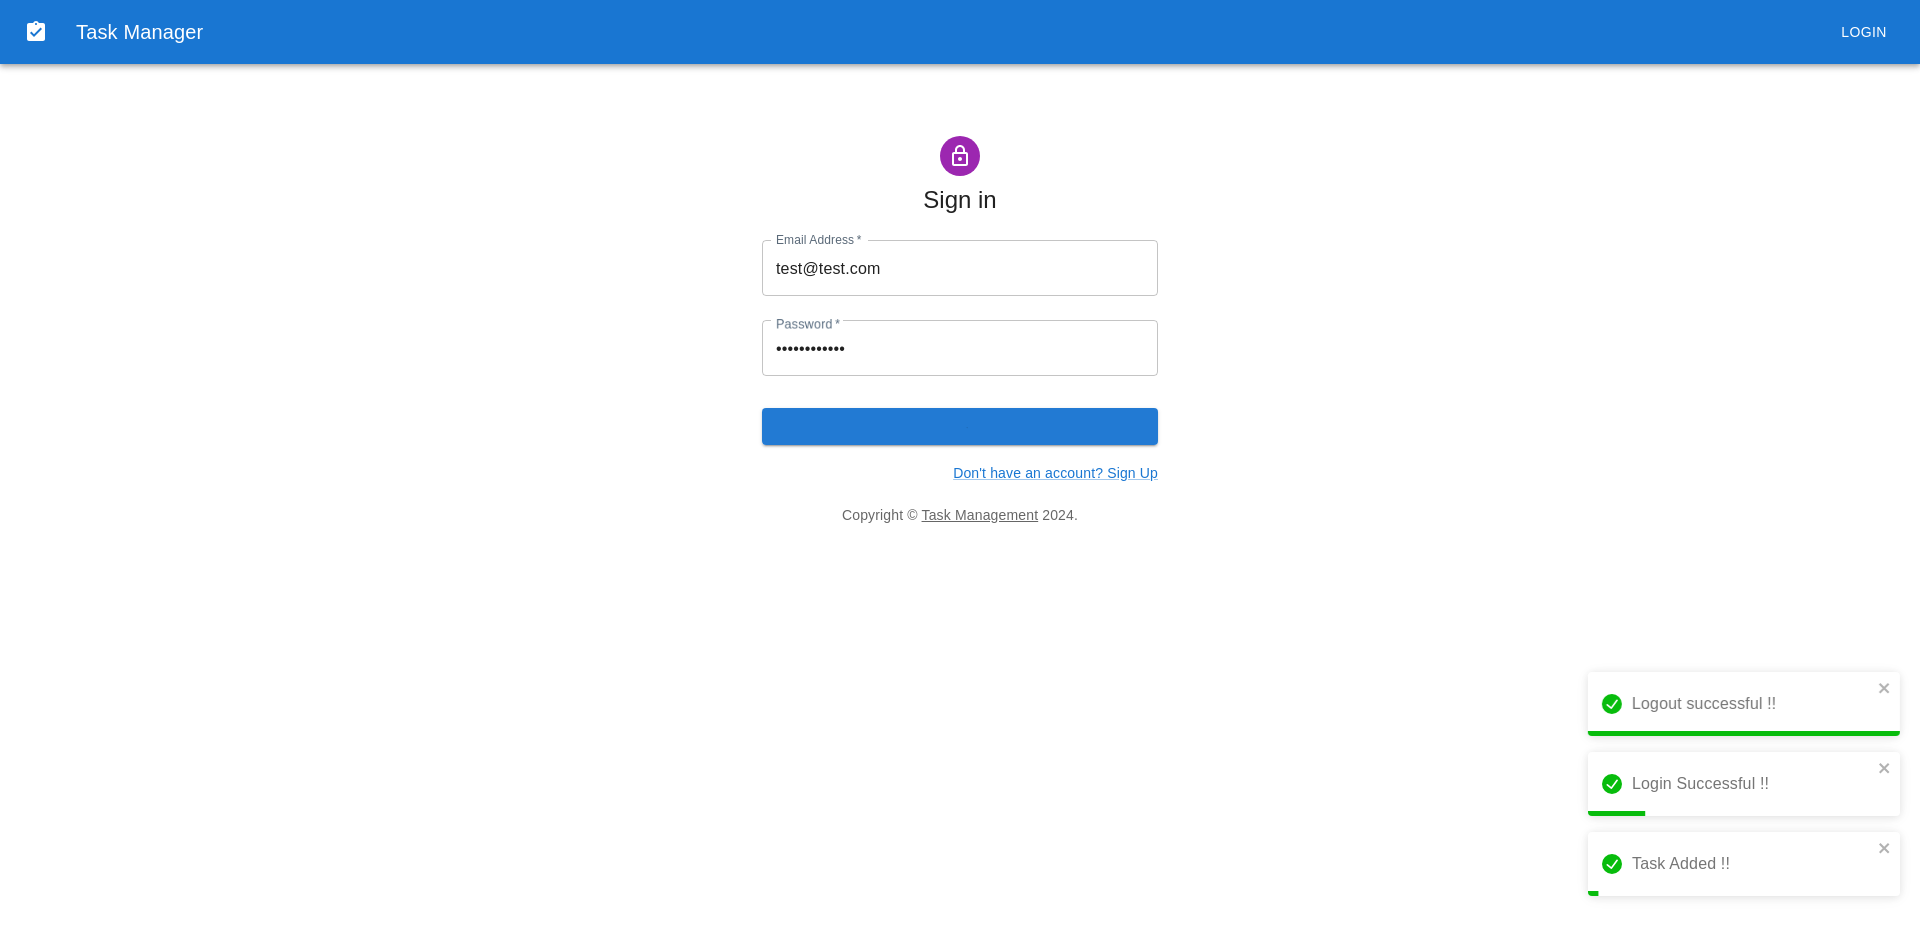 Task Manager
LOGIN
Sign in
Email Address *
test@test.com
Password *
••••••••••••
Don't have an account? Sign Up
Copyright © Task Management 2024.
Logout successful !!
Login Successful !!
Task Added !!